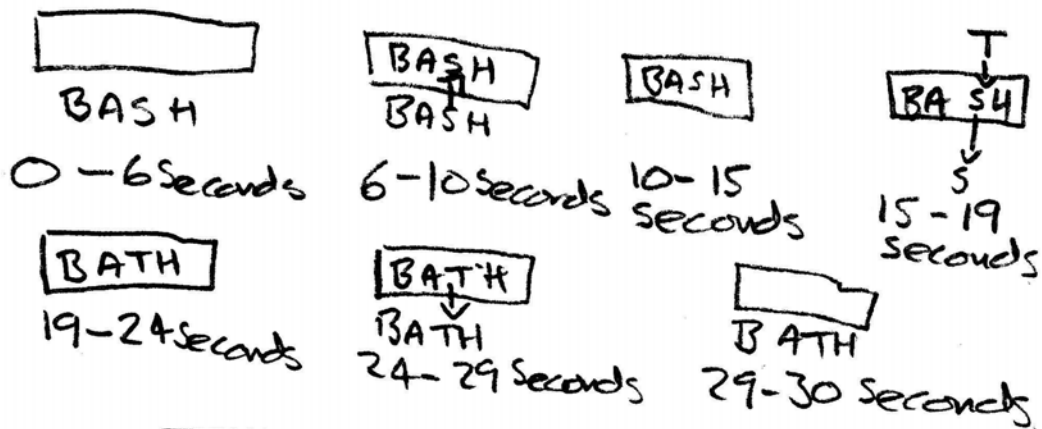 BASH
0 - 6 Seconds
BASH
BASH
6-10 Seconds
BASH
10-15
seconds
T
BA SH
S
15-19
seconds
BATH
19-24 Seconds
BATH
BATH
24-29 Seconds
BATH
29-30 Seconds